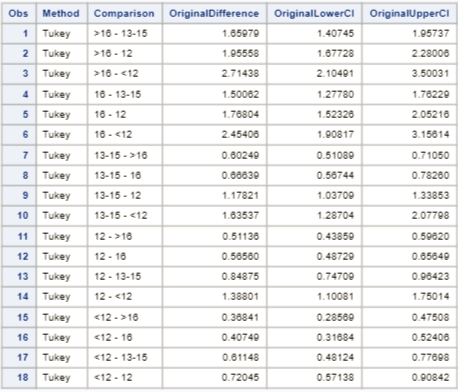 Obs Method Comparison OriginalDifference OriginalLowerCI OriginalUpperCI
1 Tukey >16 - 13-15 1.65979 1.40745 1.95737
2 Tukey >16 - 12 1.95558 1.67728 2.28006
3 Tukey >16 - <12 2.71438 2.10491 3.50031
4 Tukey 16 - 13-15 1.50062 1.27780 1.76229
5 Tukey 16 - 12 1.76804 1.52326 2.05216
6 Tukey 16 - <12 2.45406 1.90817 3.15614
7 Tukey 13-15 - >16 0.60249 0.51089 0.71050
8 Tukey 13-15 - 16 0.66639 0.56744 0.78260
9 Tukey 13-15 - 12 1.17821 1.03709 1.33853
10 Tukey 13-15 - <12 1.63537 1.28704 2.07798
11 Tukey 12 - >16 0.51136 0.43859 0.59620
12 Tukey 12 - 16 0.56560 0.48729 0.65649
13 Tukey 12 - 13-15 0.84875 0.74709 0.96423
14 Tukey 12 - <12 1.38801 1.10081 1.75014
15 Tukey <12 - >16 0.36841 0.28569 0.47508
16 Tukey <12 - 16 0.40749 0.31684 0.52406
17 Tukey <12 - 13-15 0.61148 0.48124 0.77698
18 Tukey <12 - 12 0.72045 0.57138 0.90842